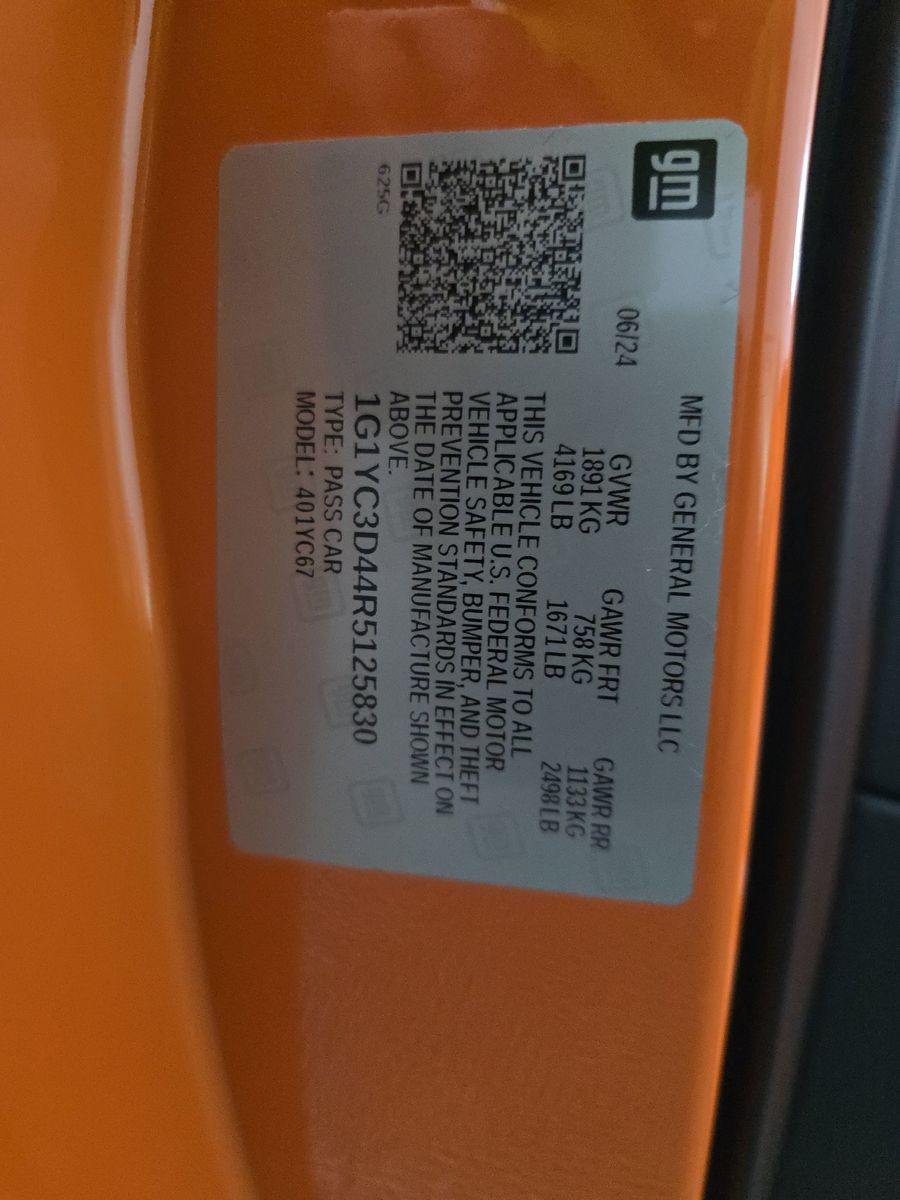 gm
MFD BY GENERAL MOTORS LLC
06/24
GVWR GAWR FRT GAWR RR
1891KG 758KG 1133KG
4169LB 1671LB 2498LB
THIS VEHICLE CONFORMS TO ALL
APPLICABLE U.S. FEDERAL MOTOR
VEHICLE SAFETY, BUMPER, AND THEFT
PREVENTION STANDARDS IN EFFECT ON
THE DATE OF MANUFACTURE SHOWN
ABOVE.
1G1YC3D44R5125830
TYPE: PASS CAR
MODEL: 401YC67
625G